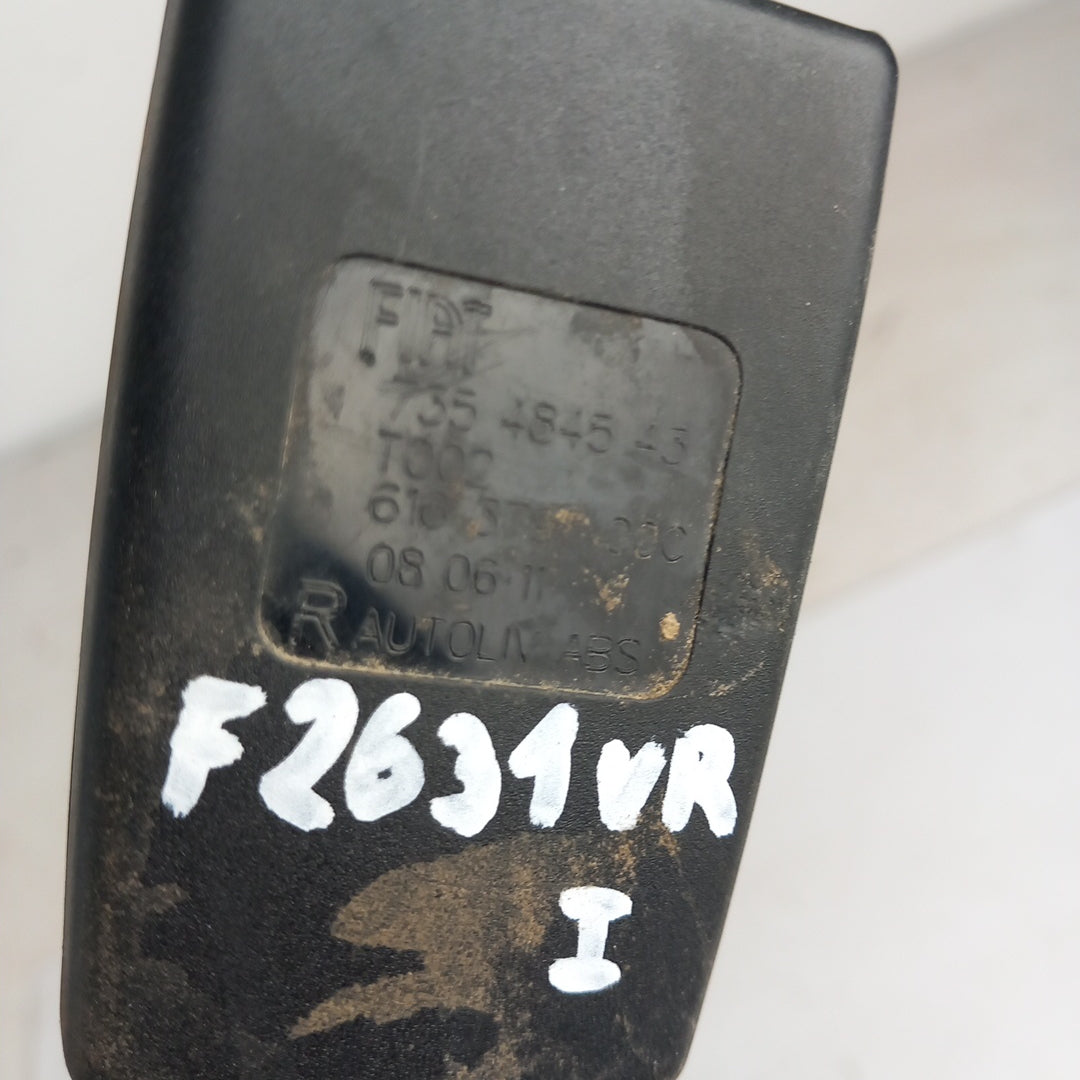 FIAT
735 4845 43
T002
08 06 11
R AUTOLIV ABS
F2631VR
I